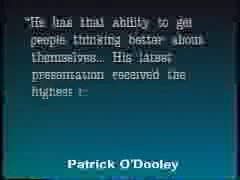 "He has that ability to get
people thinking better about
themselves... His latest
presentation received the
highest
Patrick O'Dooley